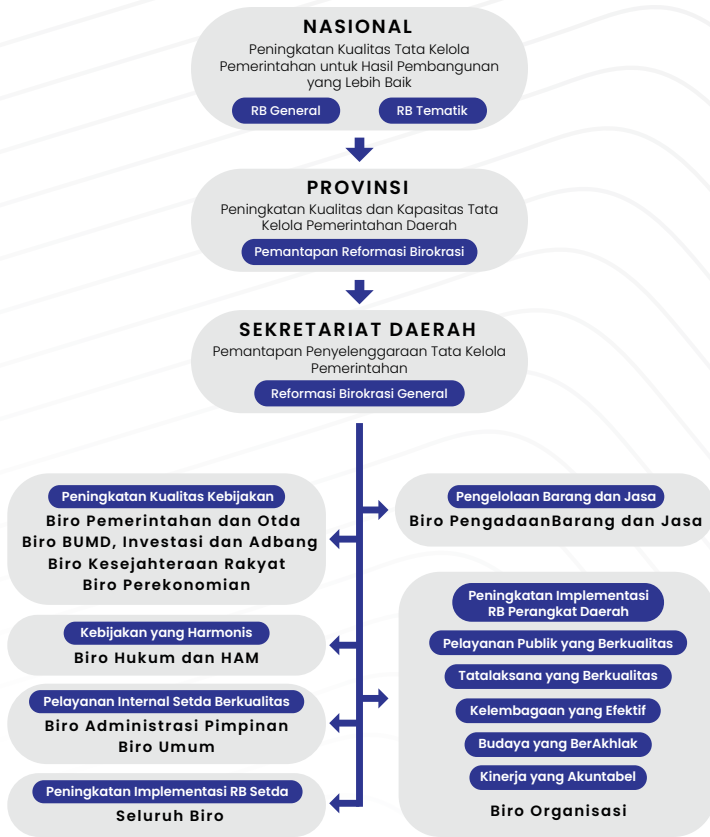 NASIONAL
Peningkatan Kualitas Tata Kelola
Pemerintahan untuk Hasil Pembangunan
yang Lebih Baik
RB General
RB Tematik
PROVINSI
Peningkatan Kualitas dan Kapasitas Tata
Kelola Pemerintahan Daerah
Pemantapan Reformasi Birokrasi
SEKRETARIAT DAERAH
Pemantapan Penyelenggaraan Tata Kelola
Pemerintahan
Reformasi Birokrasi General
Peningkatan Kualitas Kebijakan
Biro Pemerintahan dan Otda
Biro BUMD, Investasi dan Adbang
Biro Kesejahteraan Rakyat
Biro Perekonomian
Kebijakan yang Harmonis
Biro Hukum dan HAM
Pelayanan Internal Setda Berkualitas
Biro Administrasi Pimpinan
Biro Umum
Peningkatan Implementasi RB Setda
Seluruh Biro
Pengelolaan Barang dan Jasa
Biro PengadaanBarang dan Jasa
Peningkatan Implementasi
RB Perangkat Daerah
Pelayanan Publik yang Berkualitas
Tatalaksana yang Berkualitas
Kelembagaan yang Efektif
Budaya yang BerAkhlak
Kinerja yang Akuntabel
Biro Organisasi